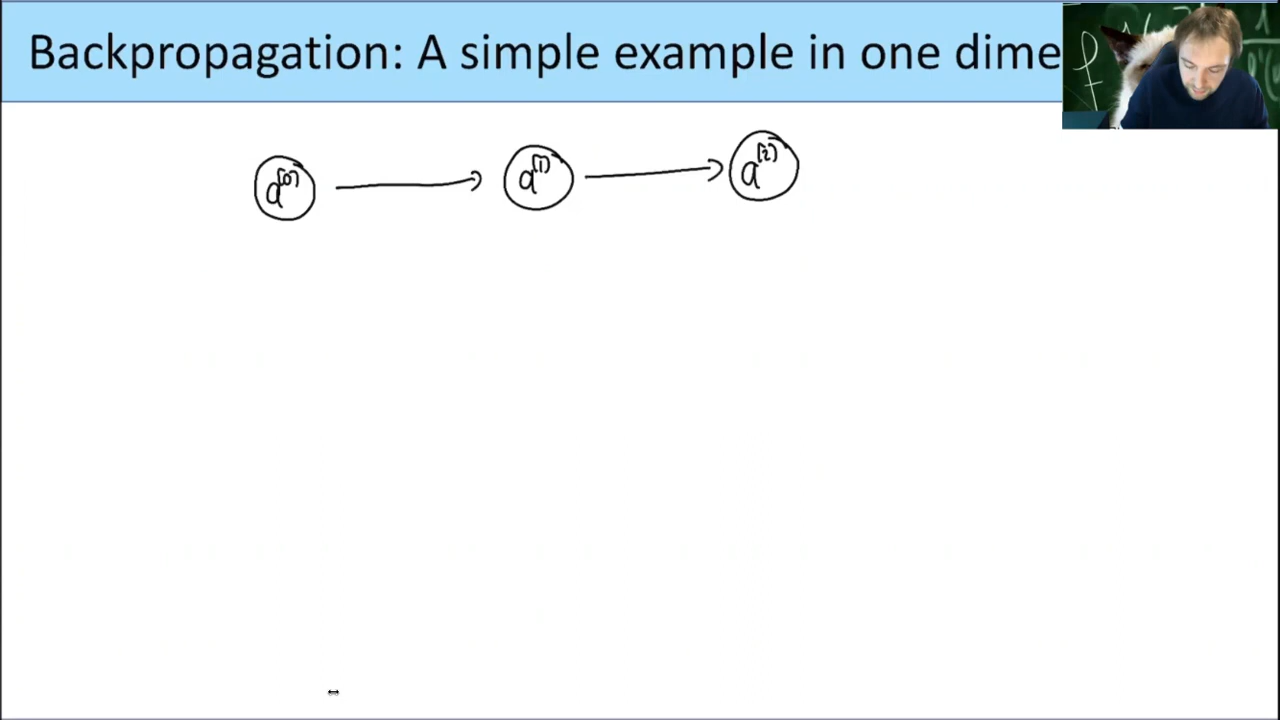 Backpropagation: A simple example in one dime
a^[0] → a^[1] → a^[2]